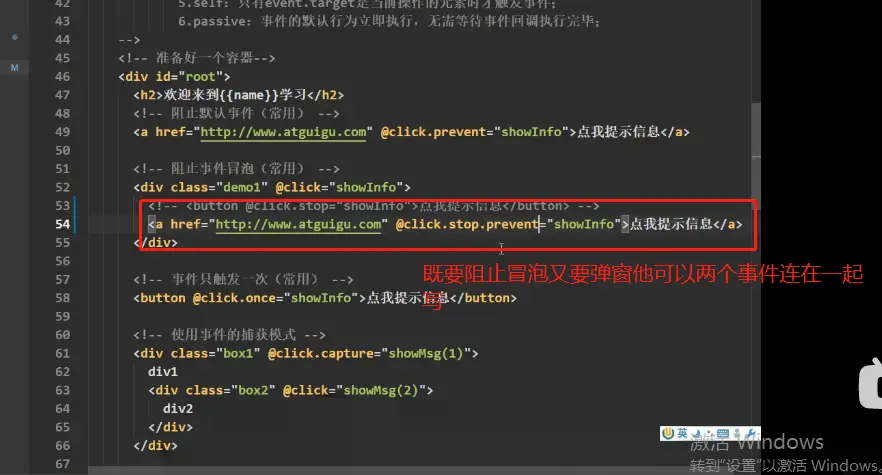 42 5.self: 只有event.target是当前操作的元素时才触发事件;
43 6.passive: 事件的默认行为立即执行，无需等待事件回调执行完毕;
44 -->
45 <!-- 准备好一个容器-->
46 <div id="root">
47 <h2>欢迎来到{{name}}学习</h2>
48 <!-- 阻止默认事件（常用） -->
49 <a href="http://www.atguigu.com" @click.prevent="showInfo">点我提示信息</a>
50
51 <!-- 阻止事件冒泡（常用） -->
52 <div class="demo1" @click="showInfo">
53 <!-- <button @click.stop="showInfo">点我提示信息</button> -->
54 <a href="http://www.atguigu.com" @click.stop.prevent="showInfo">点我提示信息</a>
55 </div>
既要阻止冒泡又要弹窗他可以两个事件连在一起
写
56
57 <!-- 事件只触发一次（常用） -->
58 <button @click.once="showInfo">点我提示信息</button>
59
60 <!-- 使用事件的捕获模式 -->
61 <div class="box1" @click.capture="showMsg(1)">
62 div1
63 <div class="box2" @click="showMsg(2)">
64 div2
65 </div>
66 </div>
67
M
英
激活 Windows
转到"设置"以激活 Windows。